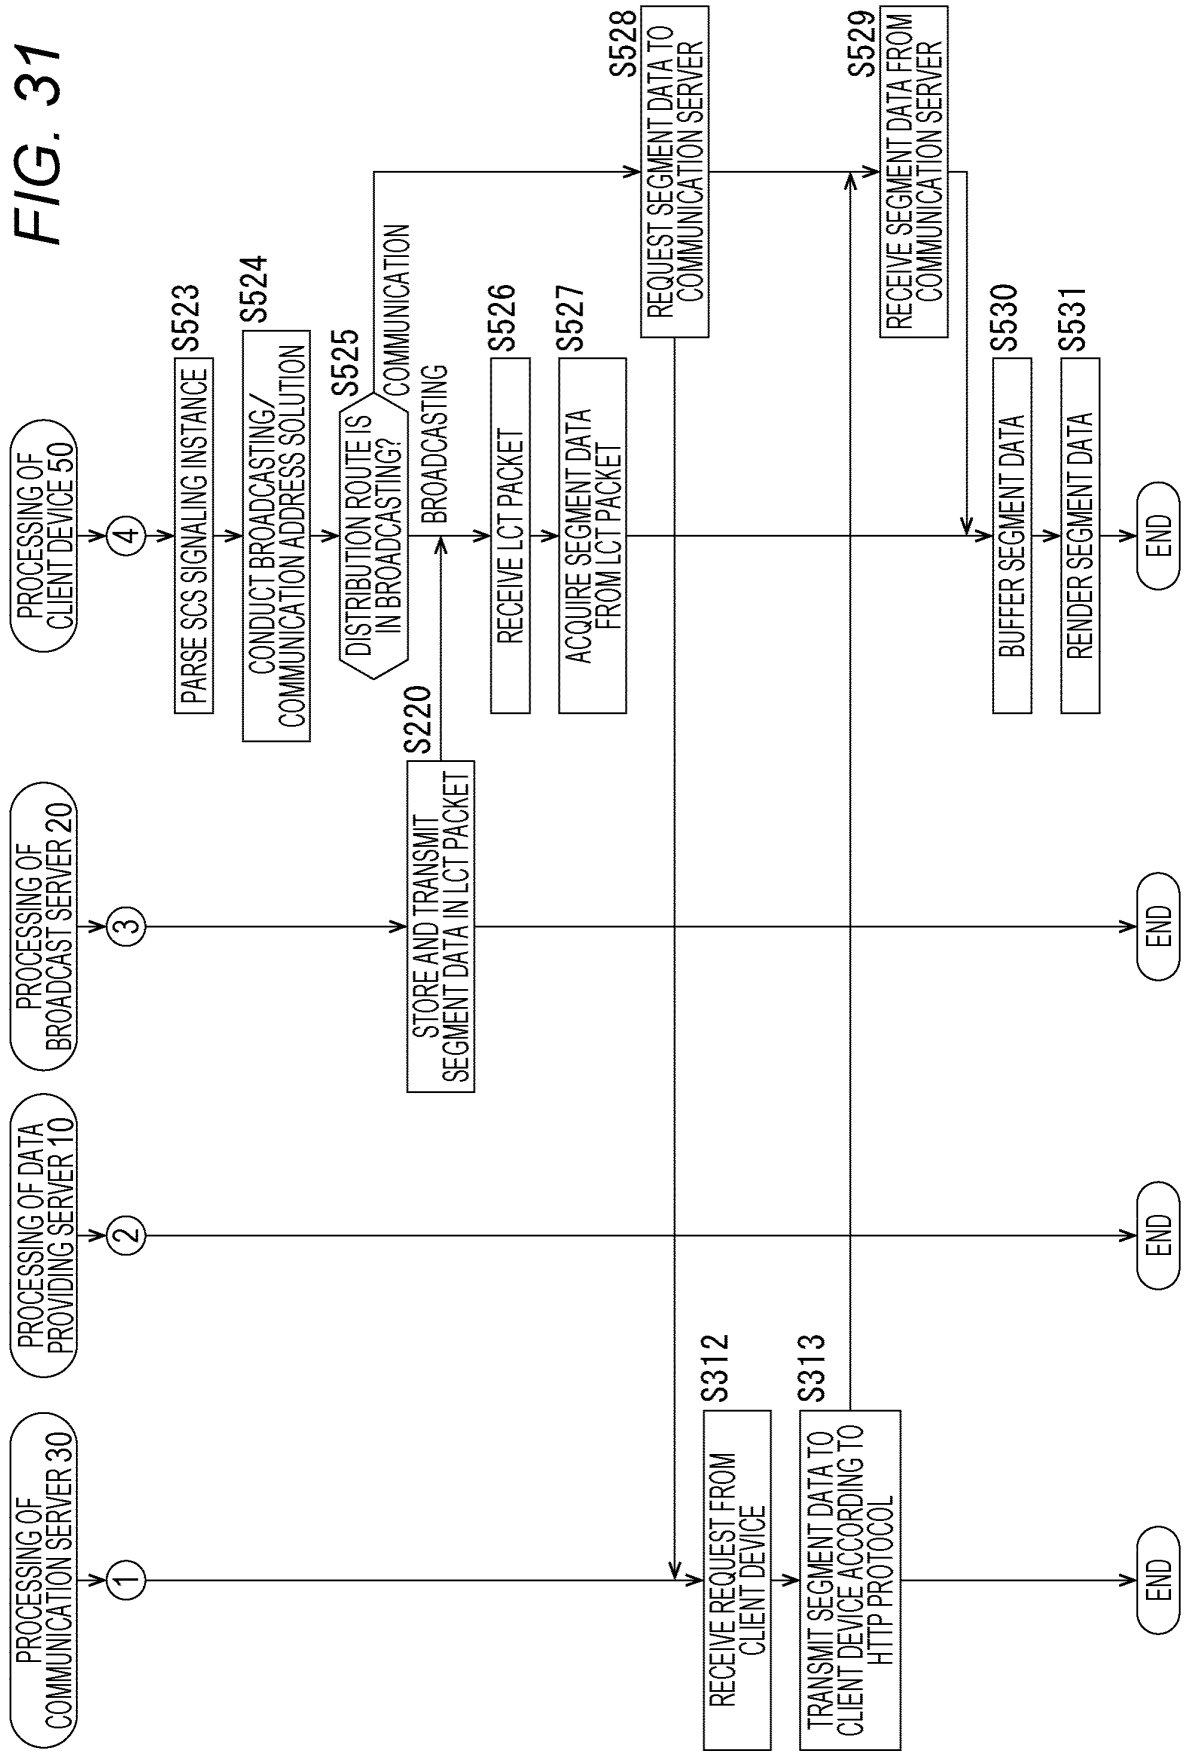 FIG. 31
PROCESSING OF
COMMUNICATION SERVER 30
1
S312
RECEIVE REQUEST FROM
CLIENT DEVICE
S313
TRANSMIT SEGMENT DATA TO
CLIENT DEVICE ACCORDING TO
HTTP PROTOCOL
END
PROCESSING OF DATA
PROVIDING SERVER 10
2
END
PROCESSING OF
BROADCAST SERVER 20
3
S220
STORE AND TRANSMIT
SEGMENT DATA IN LCT PACKET
END
PROCESSING OF
CLIENT DEVICE 50
4
S523
PARSE SCS SIGNALING INSTANCE
S524
CONDUCT BROADCASTING/
COMMUNICATION ADDRESS SOLUTION
S525
DISTRIBUTION ROUTE IS
IN BROADCASTING?
COMMUNICATION
BROADCASTING
S526
RECEIVE LCT PACKET
S527
ACQUIRE SEGMENT DATA
FROM LCT PACKET
S528
REQUEST SEGMENT DATA TO
COMMUNICATION SERVER
S529
RECEIVE SEGMENT DATA FROM
COMMUNICATION SERVER
S530
BUFFER SEGMENT DATA
S531
RENDER SEGMENT DATA
END